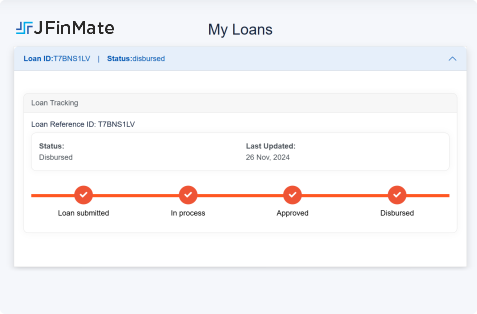 JFinMate
My Loans
Loan ID:T7BNS1LV | Status:disbursed
Loan Tracking
Loan Reference ID: T7BNS1LV
Status: Last Updated:
Disbursed 26 Nov, 2024
Loan submitted In process Approved Disbursed